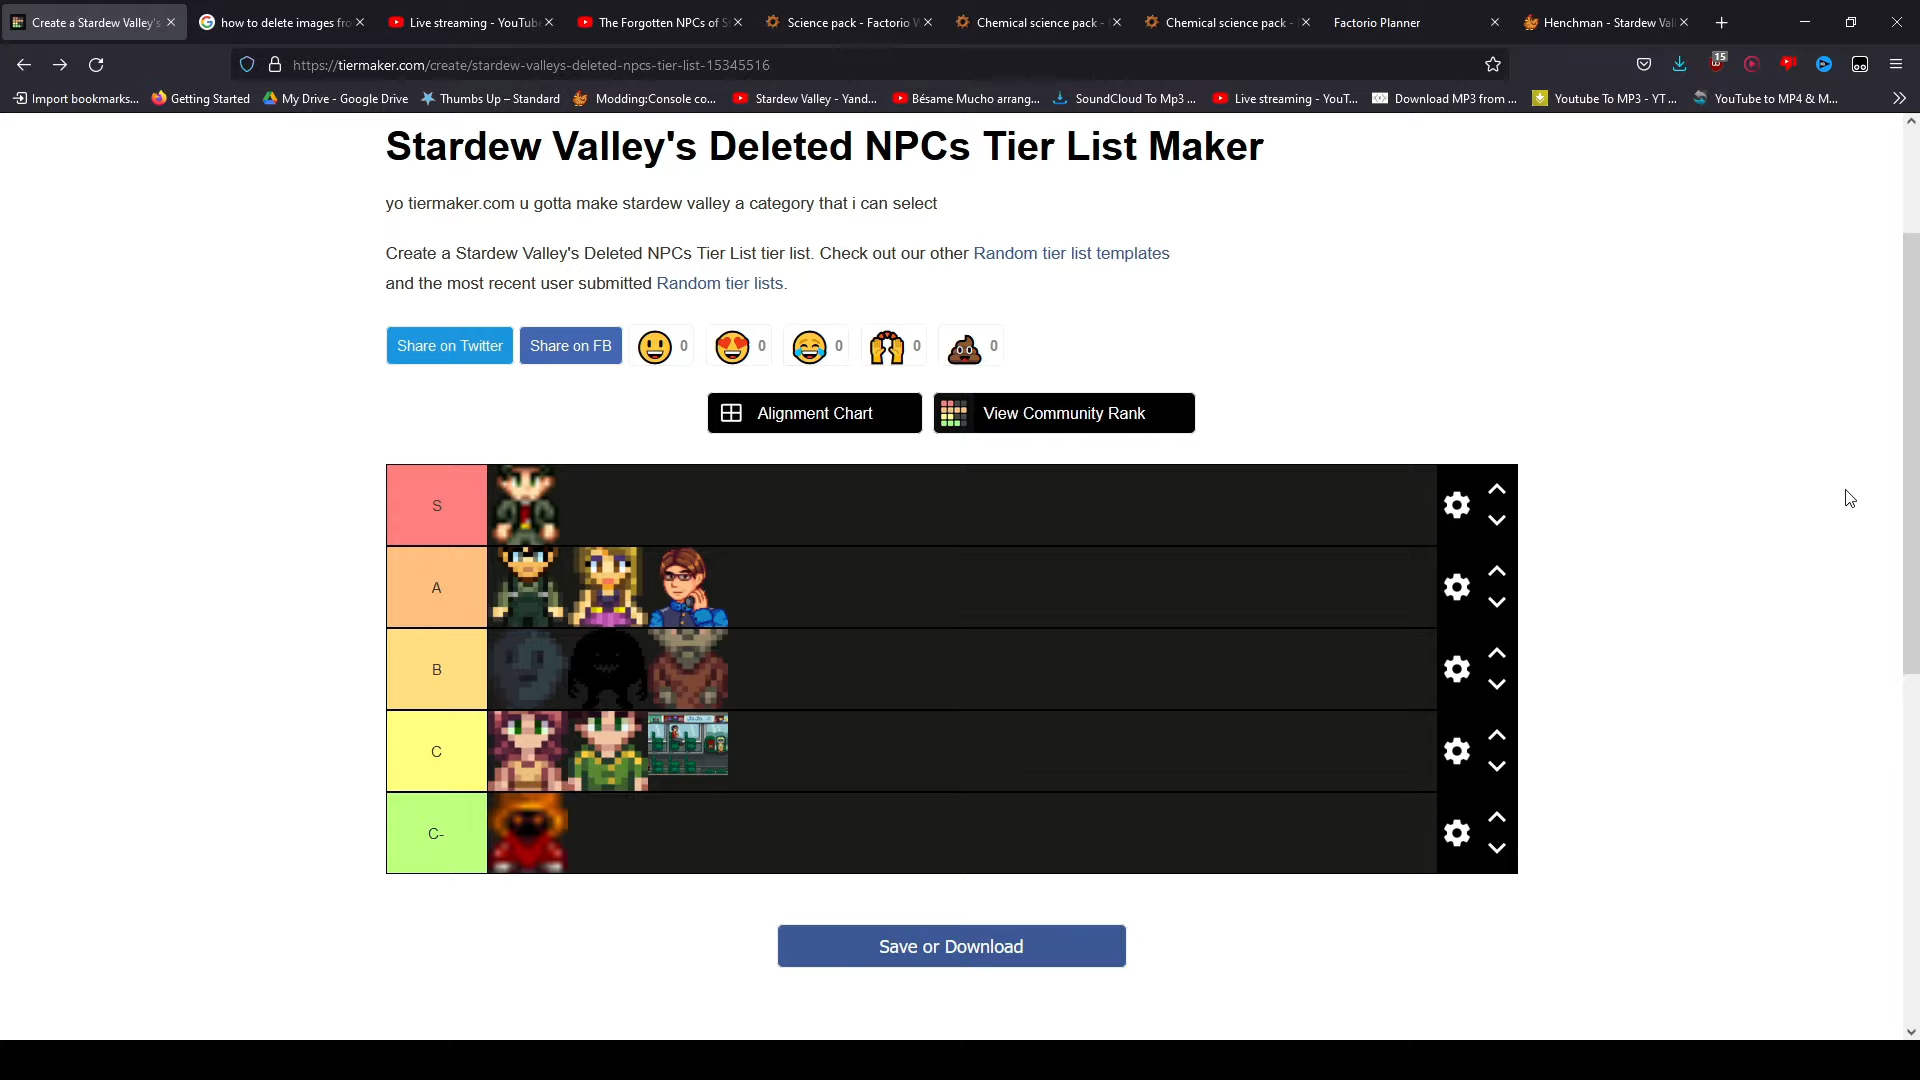 Create a Stardew Valley's
how to delete images fro
Live streaming - YouTube
The Forgotten NPCs of S
Science pack - Factorio W
Chemical science pack -
Chemical science pack -
Factorio Planner
Henchman - Stardew Val
15
https://tiermaker.com/create/stardew-valleys-deleted-npcs-tier-list-15345516
Import bookmarks...
Getting Started
My Drive - Google Drive
Thumbs Up – Standard
Modding:Console co...
Stardew Valley - Yand...
Bésame Mucho arrang...
SoundCloud To Mp3 ...
Live streaming - YouT...
Download MP3 from ...
Youtube To MP3 - YT ...
YouTube to MP4 & M...
Stardew Valley's Deleted NPCs Tier List Maker
yo tiermaker.com u gotta make stardew valley a category that i can select
Create a Stardew Valley's Deleted NPCs Tier List tier list. Check out our other Random tier list templates
and the most recent user submitted Random tier lists.
Share on Twitter
Share on FB
0
0
0
0
0
Alignment Chart
View Community Rank
S
A
B
C
C-
Save or Download